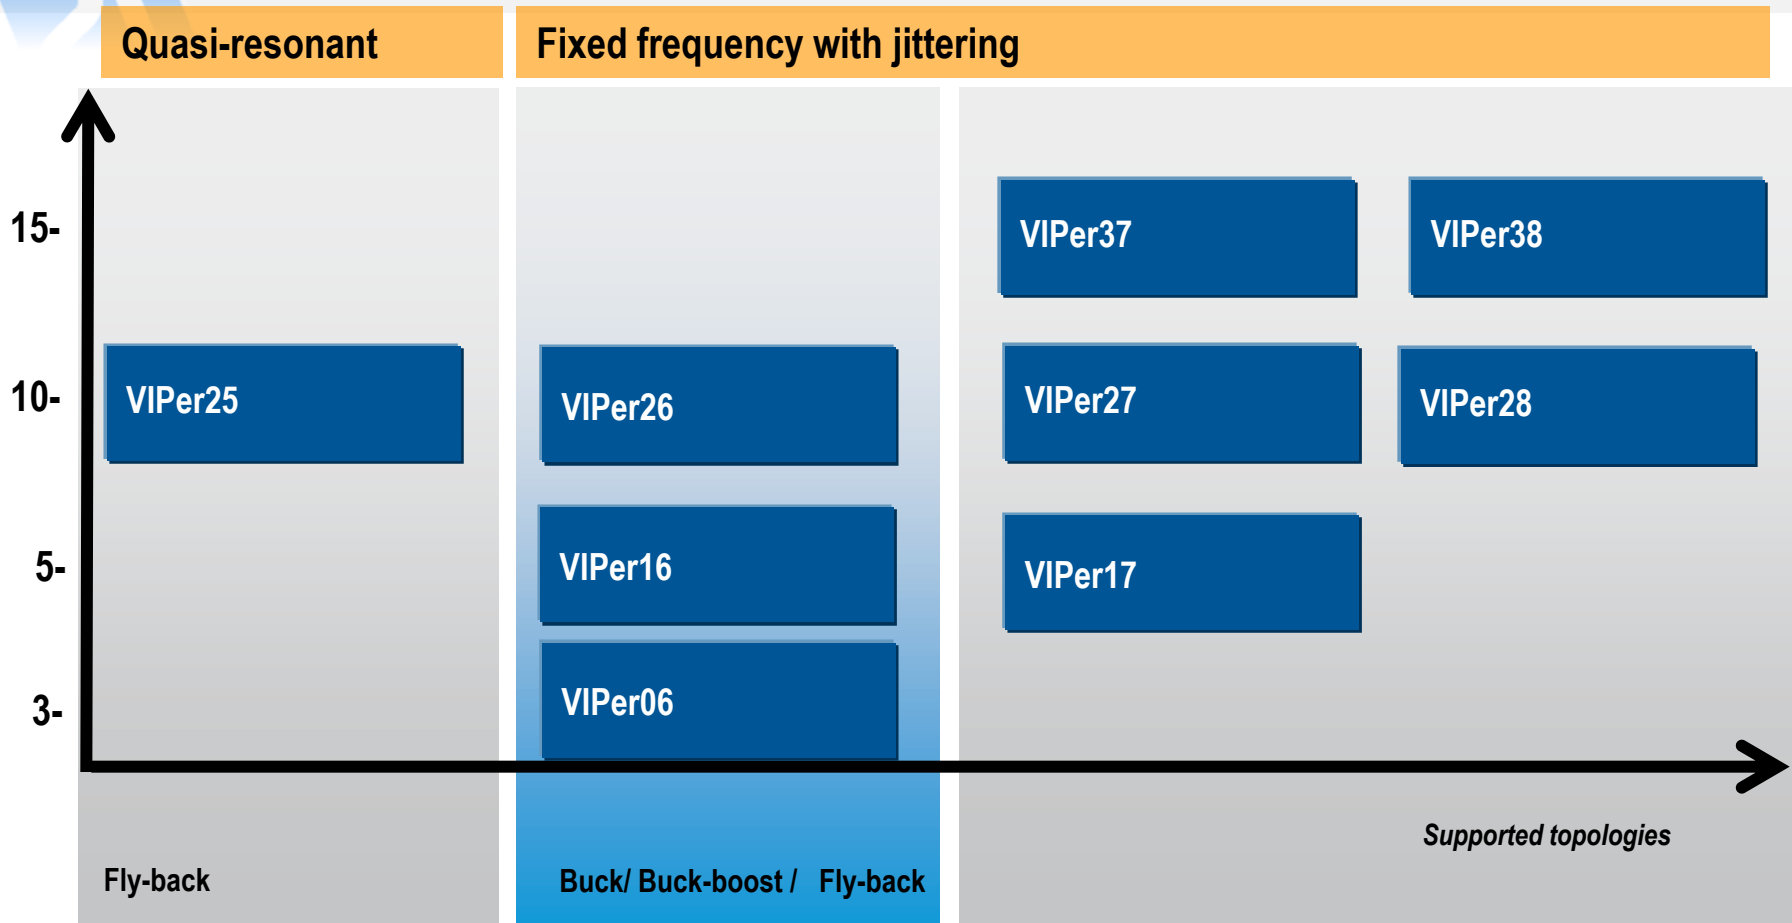 Quasi-resonant
Fixed frequency with jittering
15-
VIPer37
VIPer38
10-
VIPer25
VIPer26
VIPer27
VIPer28
5-
VIPer16
VIPer17
3-
VIPer06
Supported topologies
Fly-back
Buck/ Buck-boost / Fly-back